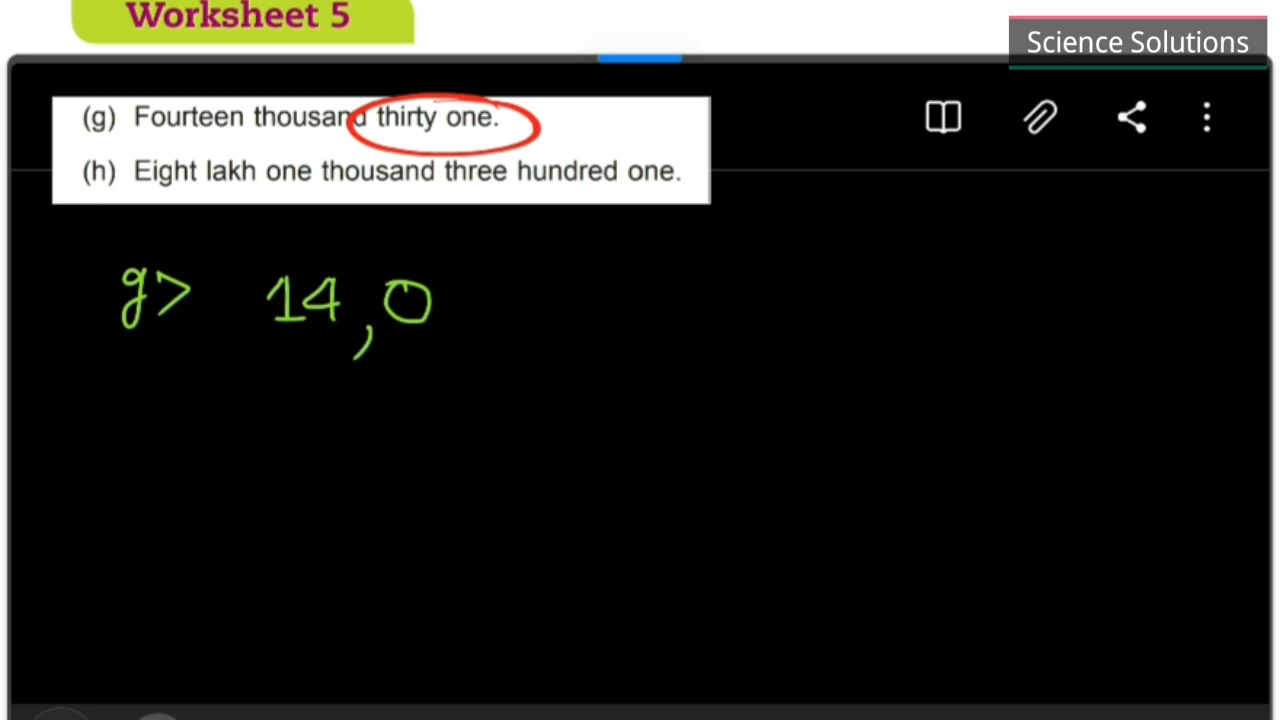 Worksheet 5
Science Solutions
(g) Fourteen thousand thirty one.
(h) Eight lakh one thousand three hundred one.
g> 14,0